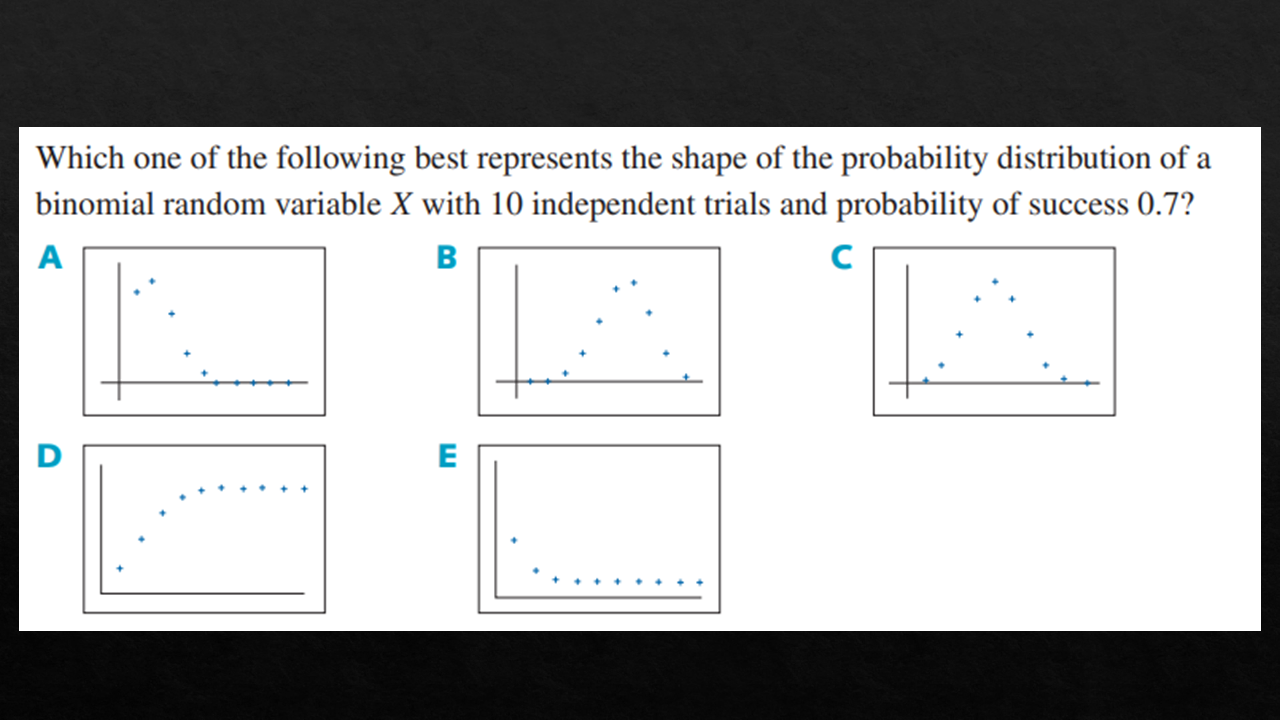 Which one of the following best represents the shape of the probability distribution of a
binomial random variable X with 10 independent trials and probability of success 0.7?
A
B
C
D
E